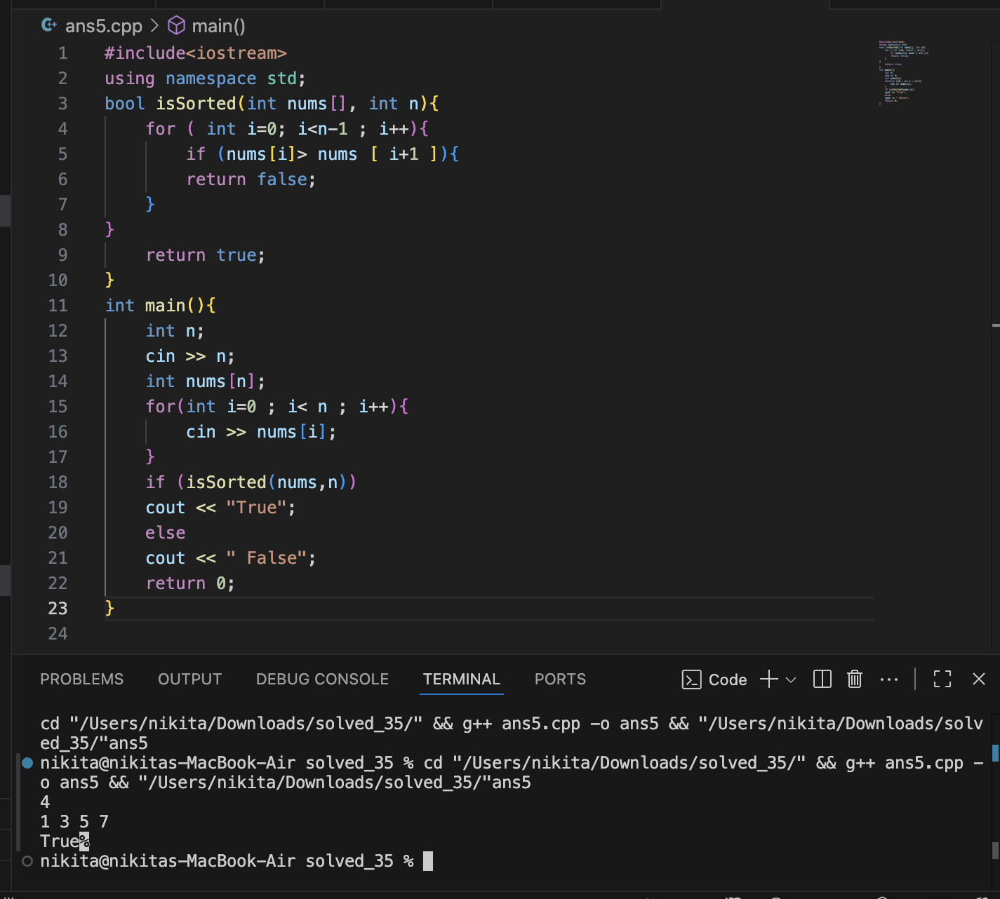 ans5.cpp > main()
1 #include<iostream>
2 using namespace std;
3 bool isSorted(int nums[], int n){
4     for ( int i=0; i<n-1 ; i++){
5         if (nums[i]> nums [ i+1 ]){
6         return false;
7     }
8 }
9     return true;
10 }
11 int main(){
12     int n;
13     cin >> n;
14     int nums[n];
15     for(int i=0 ; i< n ; i++){
16         cin >> nums[i];
17     }
18     if (isSorted(nums,n))
19     cout << "True";
20     else
21     cout << " False";
22     return 0;
23 }
24
PROBLEMS OUTPUT DEBUG CONSOLE TERMINAL PORTS Code
cd "/Users/nikita/Downloads/solved_35/" && g++ ans5.cpp -o ans5 && "/Users/nikita/Downloads/solv
ed_35/"ans5
nikita@nikitas-MacBook-Air solved_35 % cd "/Users/nikita/Downloads/solved_35/" && g++ ans5.cpp -
o ans5 && "/Users/nikita/Downloads/solved_35/"ans5
4
1 3 5 7
True%
nikita@nikitas-MacBook-Air solved_35 %